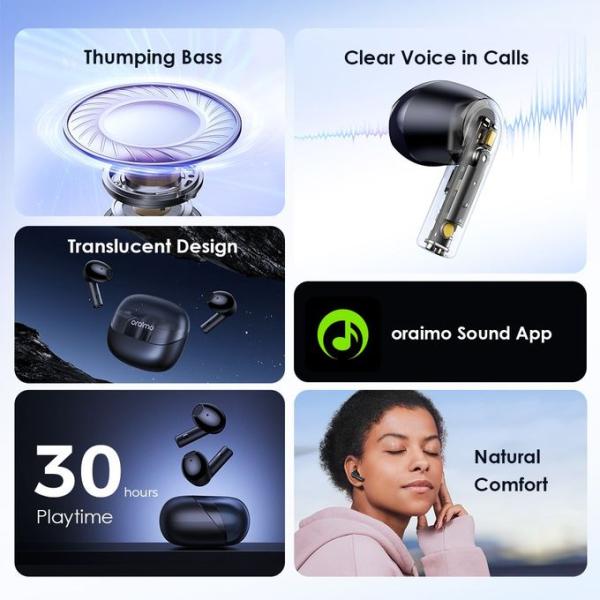 Thumping Bass
Clear Voice in Calls
Translucent Design
oraimo
oraimo Sound App
30 hours
Playtime
Natural
Comfort